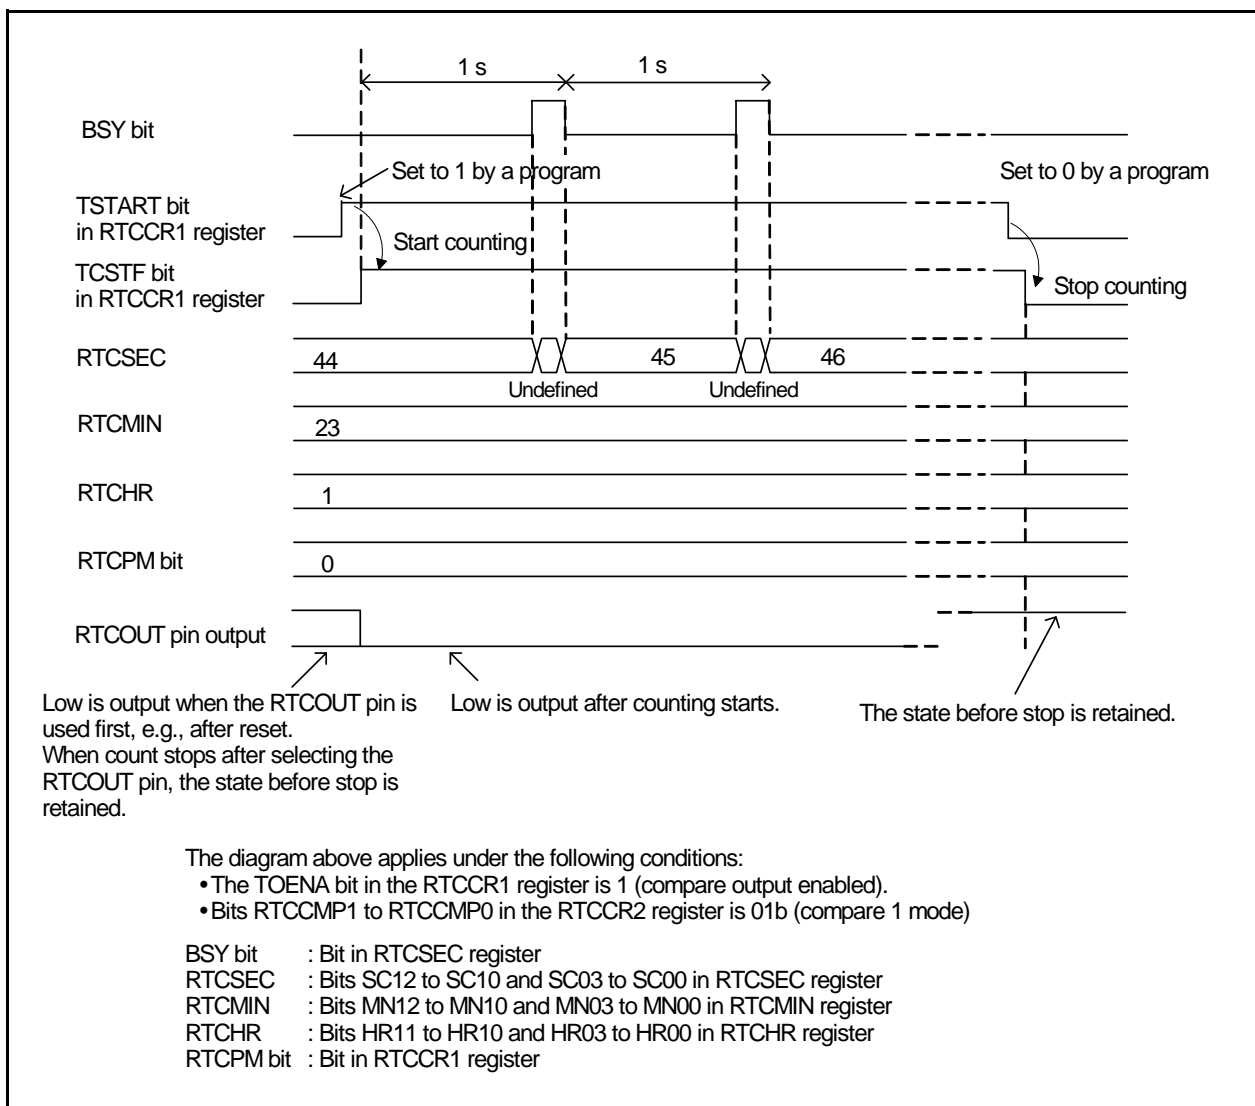 1 s
1 s
BSY bit
Set to 1 by a program
Set to 0 by a program
TSTART bit
in RTCCR1 register
Start counting
TCSTF bit
in RTCCR1 register
Stop counting
RTCSEC
44
45
46
Undefined
Undefined
RTCMIN
23
RTCHR
1
RTCPM bit
0
RTCOUT pin output
Low is output when the RTCOUT pin is
used first, e.g., after reset.
When count stops after selecting the
RTCOUT pin, the state before stop is
retained.
Low is output after counting starts.
The state before stop is retained.
The diagram above applies under the following conditions:
• The TOENA bit in the RTCCR1 register is 1 (compare output enabled).
• Bits RTCCMP1 to RTCCMP0 in the RTCCR2 register is 01b (compare 1 mode)
BSY bit : Bit in RTCSEC register
RTCSEC : Bits SC12 to SC10 and SC03 to SC00 in RTCSEC register
RTCMIN : Bits MN12 to MN10 and MN03 to MN00 in RTCMIN register
RTCHR : Bits HR11 to HR10 and HR03 to HR00 in RTCHR register
RTCPM bit : Bit in RTCCR1 register